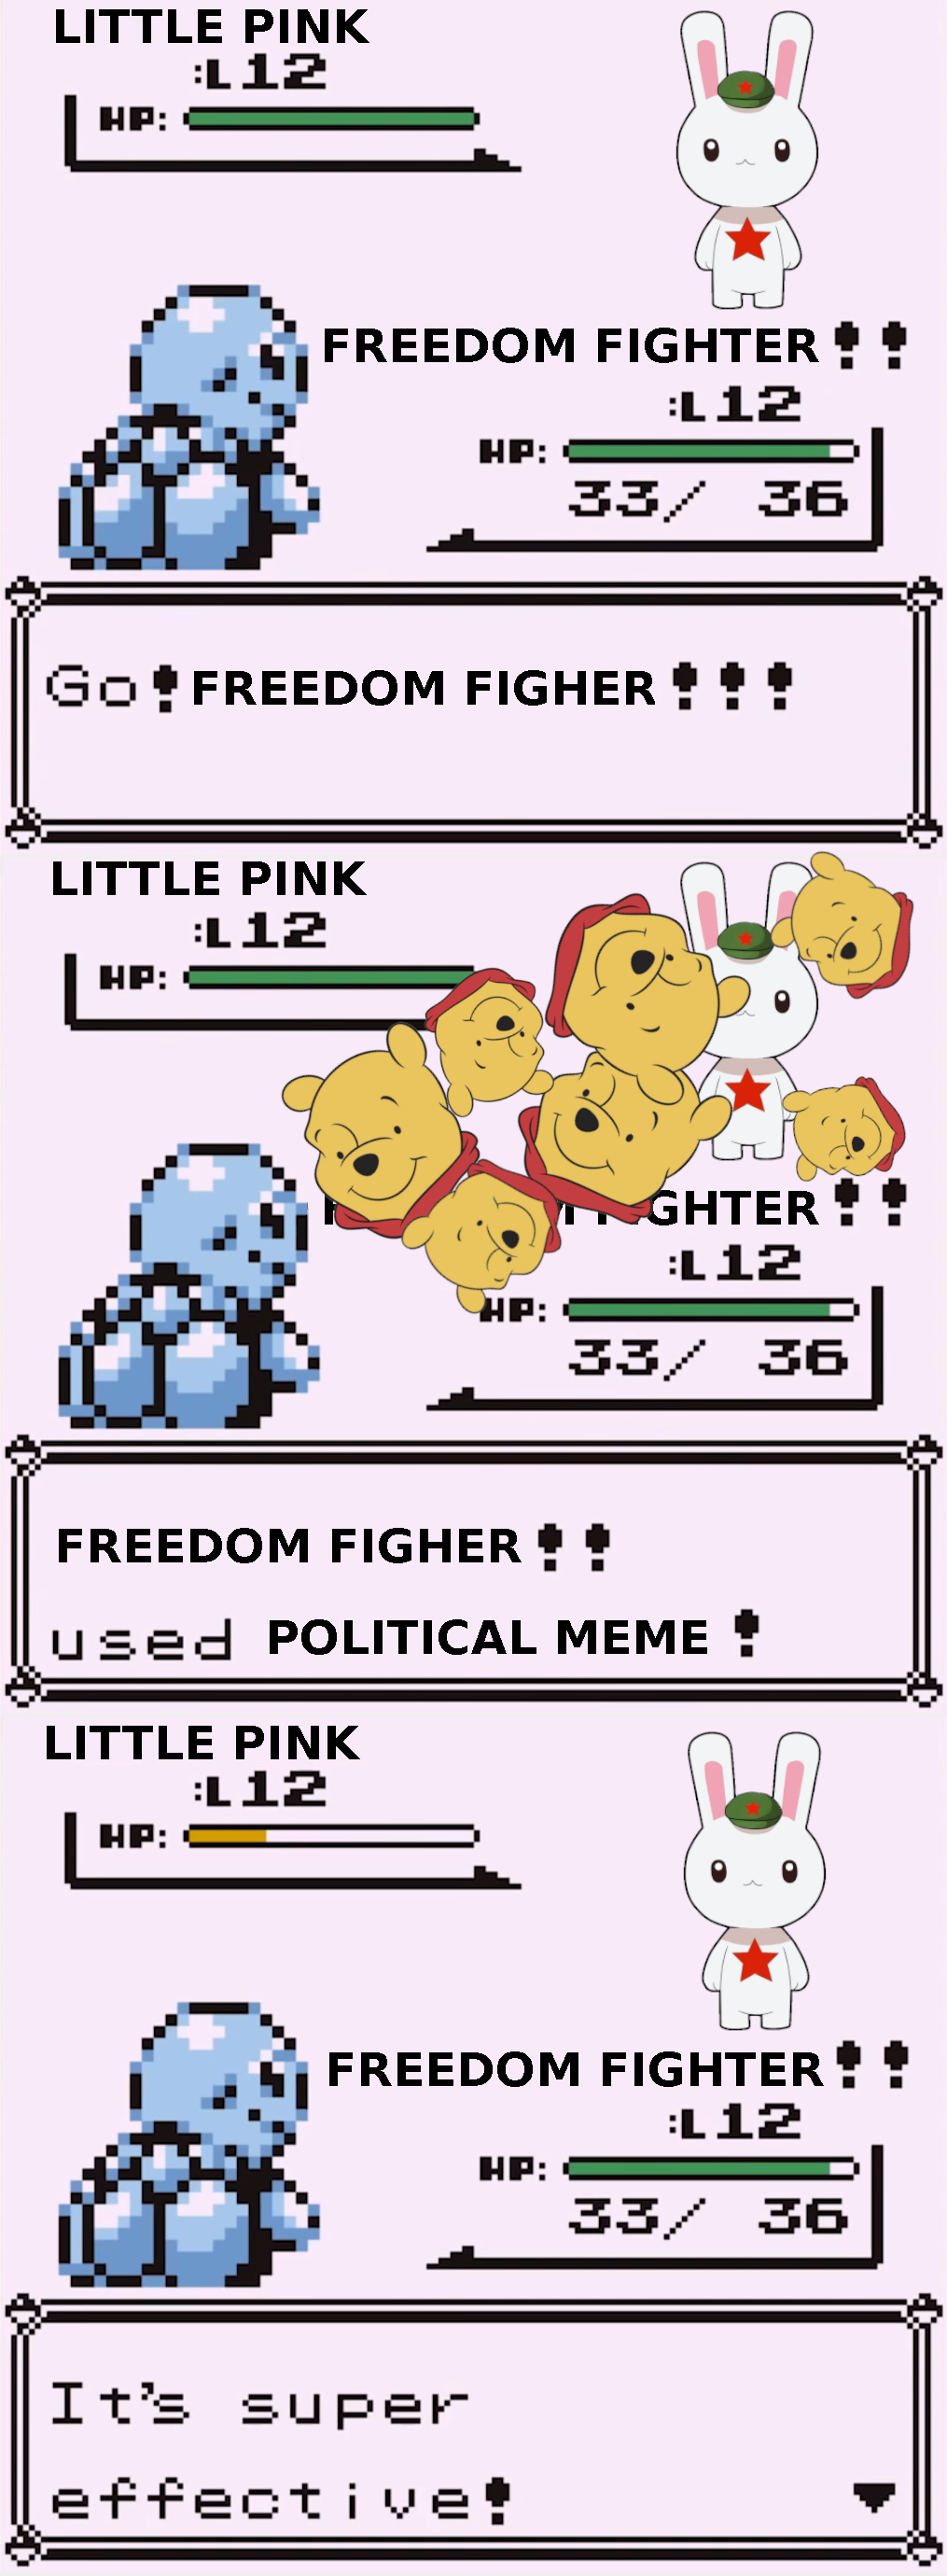 LITTLE PINK
:L12
HP:
FREEDOM FIGHTER!!
:L12
HP:
33/ 36
Go!FREEDOM FIGHER!!!
LITTLE PINK
:L12
HP:
GHTER!!
:L12
HP:
33/ 36
FREEDOM FIGHER!!
used POLITICAL MEME!
LITTLE PINK
:L12
HP:
FREEDOM FIGHTER!!
:L12
HP:
33/ 36
It's super
effective!